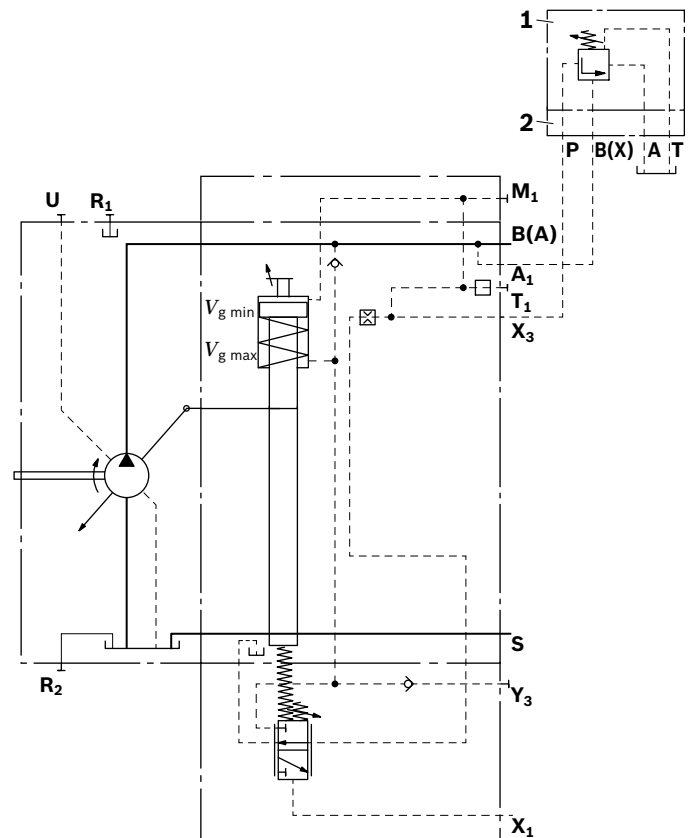 1
2
P B(X) A T
U R1
M1
B(A)
A1
T1
X3
Vg min
Vg max
S
R2
Y3
X1